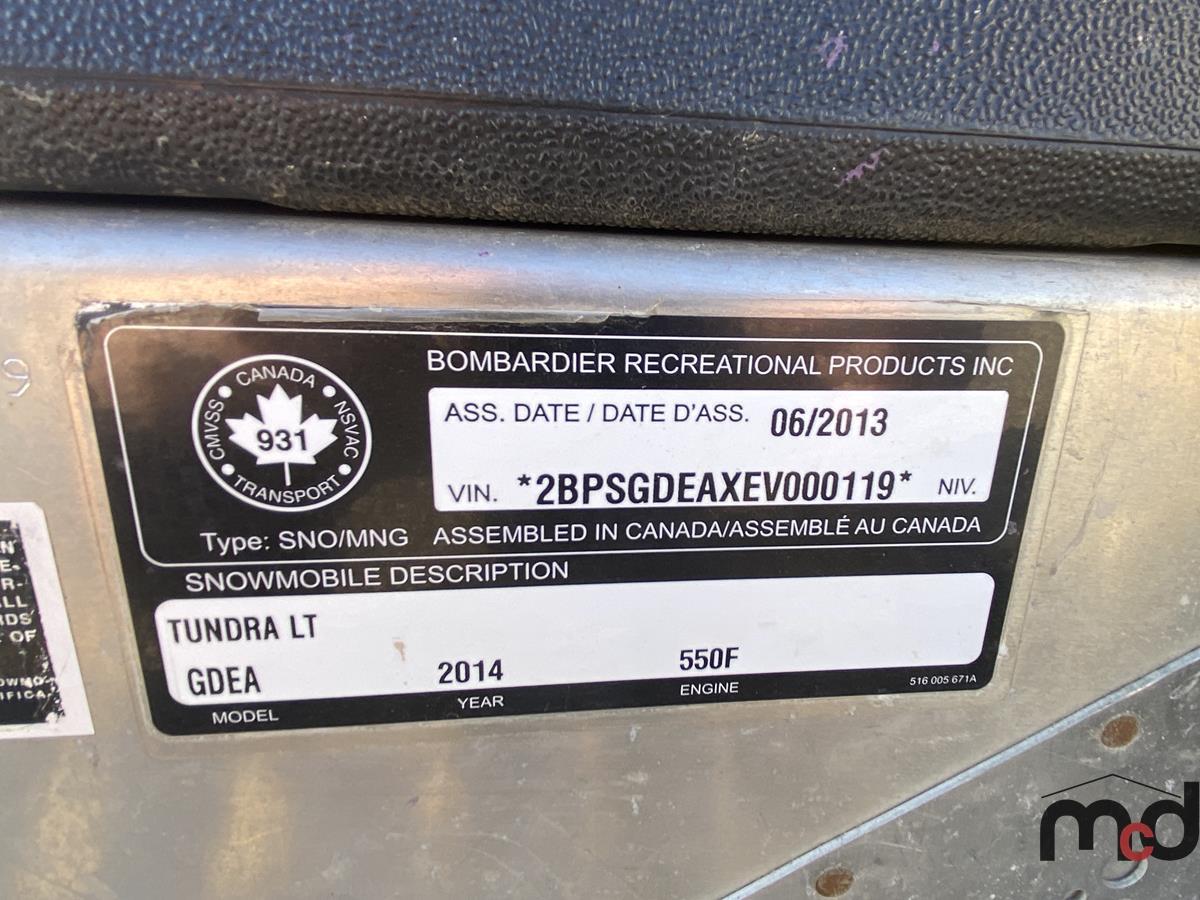 BOMBARDIER RECREATIONAL PRODUCTS INC
CANADA
CMVSS
NSVAC
931
TRANSPORT
ASS. DATE / DATE D'ASS. 06/2013
VIN. *2BPSGDEAXEV000119* NIV.
Type: SNO/MNG ASSEMBLED IN CANADA/ASSEMBLÉ AU CANADA
SNOWMOBILE DESCRIPTION
TUNDRA LT
GDEA 2014 550F
MODEL YEAR ENGINE
516 005 671A
9
OF
mcd